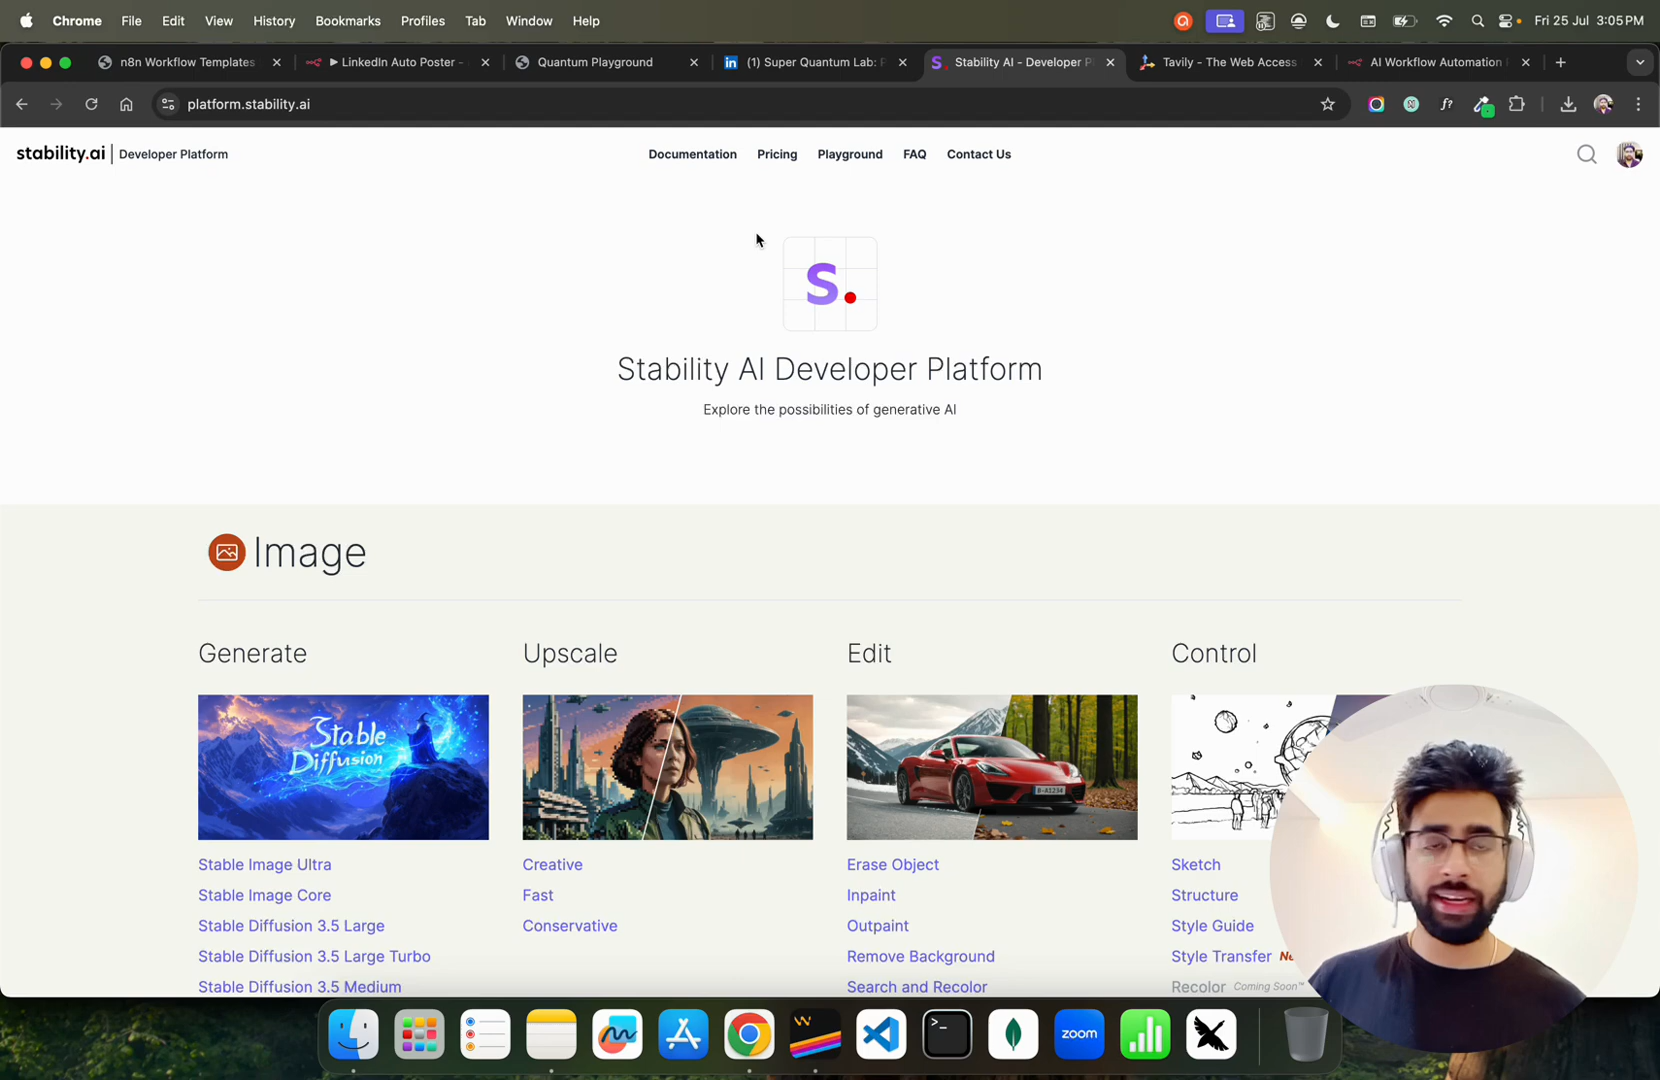 Chrome File Edit View History Bookmarks Profiles Tab Window Help Fri 25 Jul 3:05 PM
n8n Workflow Templates
LinkedIn Auto Poster -
Quantum Playground
(1) Super Quantum Lab: P
Stability AI - Developer P
Tavily - The Web Access
AI Workflow Automation
platform.stability.ai
stability.ai Developer Platform
Documentation Pricing Playground FAQ Contact Us
S.
Stability AI Developer Platform
Explore the possibilities of generative AI
Image
Generate
Stable Diffusion
Stable Image Ultra
Stable Image Core
Stable Diffusion 3.5 Large
Stable Diffusion 3.5 Large Turbo
Stable Diffusion 3.5 Medium
Upscale
Creative
Fast
Conservative
Edit
B·A1234
Erase Object
Inpaint
Outpaint
Remove Background
Search and Recolor
Control
Sketch
Structure
Style Guide
Style Transfer Ne
Recolor Coming Soon™
zoom